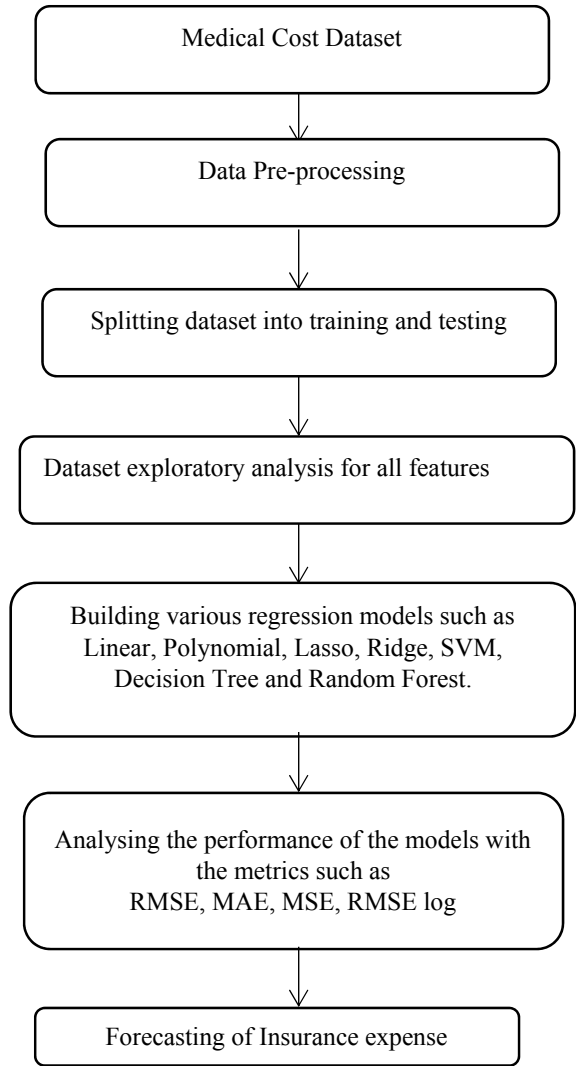 Medical Cost Dataset
Data Pre-processing
Splitting dataset into training and testing
Dataset exploratory analysis for all features
Building various regression models such as
Linear, Polynomial, Lasso, Ridge, SVM,
Decision Tree and Random Forest.
Analysing the performance of the models with
the metrics such as
RMSE, MAE, MSE, RMSE log
Forecasting of Insurance expense